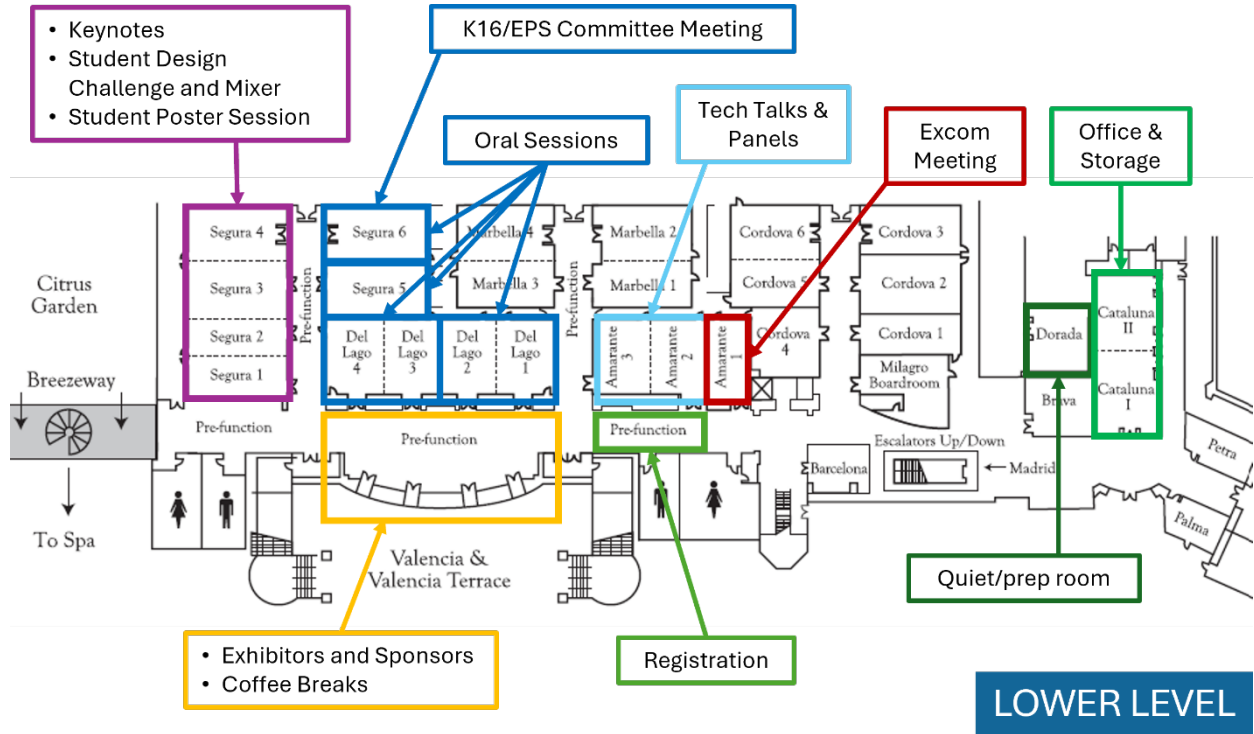 • Keynotes
• Student Design
Challenge and Mixer
• Student Poster Session
K16/EPS Committee Meeting
Oral Sessions
Tech Talks &
Panels
Excom
Meeting
Office &
Storage
Citrus
Garden
Breezeway
To Spa
Segura 4
Segura 3
Segura 2
Segura 1
Pre-function
Pre-function
Segura 6
Segura 5
Del
Lago
4
Del
Lago
3
Del
Lago
2
Del
Lago
1
Marbella 4
Marbella 3
Pre-function
Marbella 2
Marbella 1
Amarante
3
Amarante
2
Amarante
1
Cordova 6
Cordova 5
Cordova
4
Cordova 3
Cordova 2
Cordova 1
Milagro
Boardroom
Dorada
Brava
Cataluna
II
Cataluna
I
Pre-function
Pre-function
Escalators Up/Down
Barcelona
Madrid
Petra
Palma
Valencia &
Valencia Terrace
Quiet/prep room
• Exhibitors and Sponsors
• Coffee Breaks
Registration
LOWER LEVEL